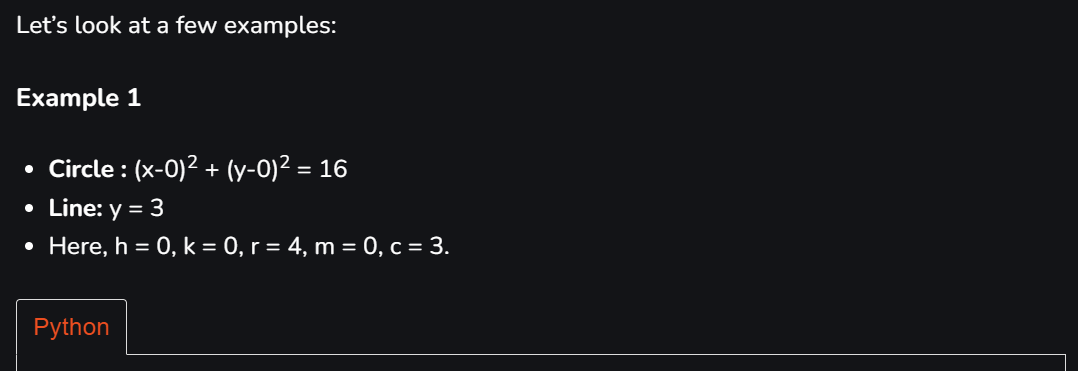 Let’s look at a few examples:
Example 1
• Circle : (x-0)² + (y-0)² = 16
• Line: y = 3
• Here, h = 0, k = 0, r = 4, m = 0, c = 3.
Python